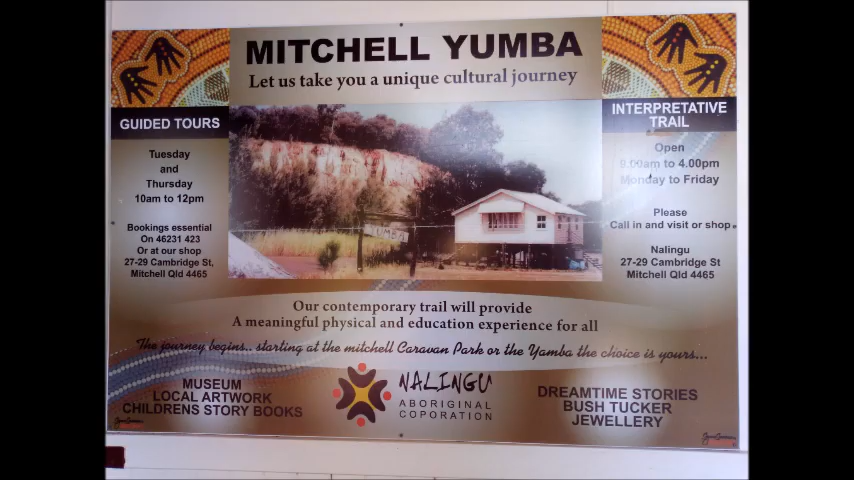 MITCHELL YUMBA
Let us take you a unique cultural journey
GUIDED TOURS
Tuesday
and
Thursday
10am to 12pm
Bookings essential
On 46231 423
Or at our shop
27-29 Cambridge St,
Mitchell Qld 4465
YUMBA
INTERPRETATIVE
TRAIL
Open
9.00am to 4.00pm
Monday to Friday
Please
Call in and visit or shop.
Nalingu
27-29 Cambridge St
Mitchell Qld 4465
Our contemporary trail will provide
A meaningful physical and education experience for all
The journey begins.. starting at the mitchell Caravan Park or the Yamba the choice is yours...
MUSEUM
LOCAL ARTWORK
CHILDRENS STORY BOOKS
NALINGU
ABORIGINAL
COPORATION
DREAMTIME STORIES
BUSH TUCKER
JEWELLERY